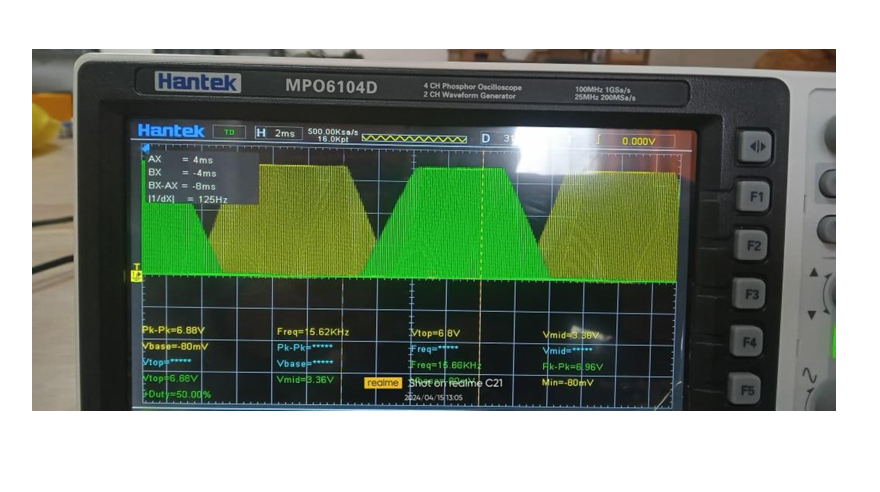 Hantek MPO6104D 4 CH Phosphor Oscilloscope 100MHz 1GSa/s
2 CH Waveform Generator 25MHz 200MSa/s
Hantek TD H 2ms 500.00Ksa/s D 0.000V
16.0Kpt
AX = 4ms
BX = -4ms
BX-AX = -8ms
|1/dX| = 125Hz
F1
F2
F3
F4
F5
T
Pk-Pk=6.88V Freq=15.62KHz Vtop=6.8V Vmid=3.38V
Vbase=-80mV Pk-Pk=***** Freq=***** Vmid=*****
Vtop=***** Vbase=***** Freq=15.66KHz Pk-Pk=6.96V
Vtop=6.88V Vmid=3.36V Min=-80mV
+Duty=50.00%
realme Shot on realme C21
2024/04/15 13:05